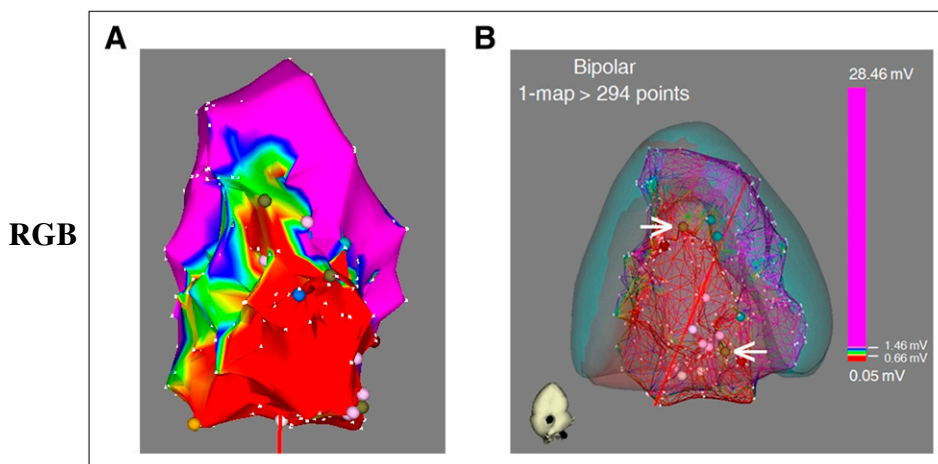 A
B
RGB
Bipolar
1-map > 294 points
28.46 mV
1.46 mV
0.66 mV
0.05 mV